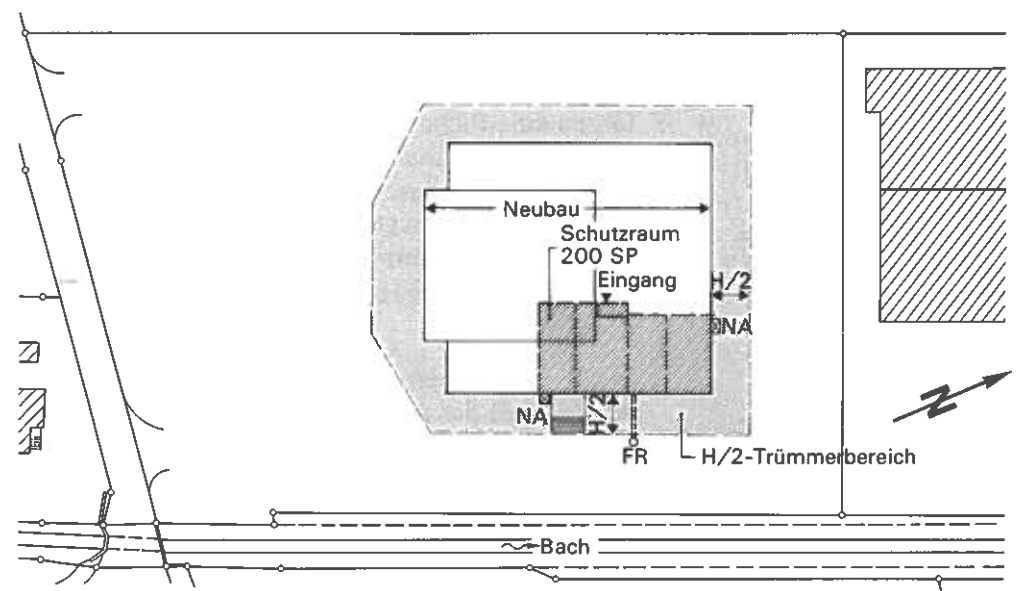 Neubau
Schutzraum
200 SP
Eingang
H/2
NA
NA
H/2
FR
H/2-Trümmerbereich
N
Bach